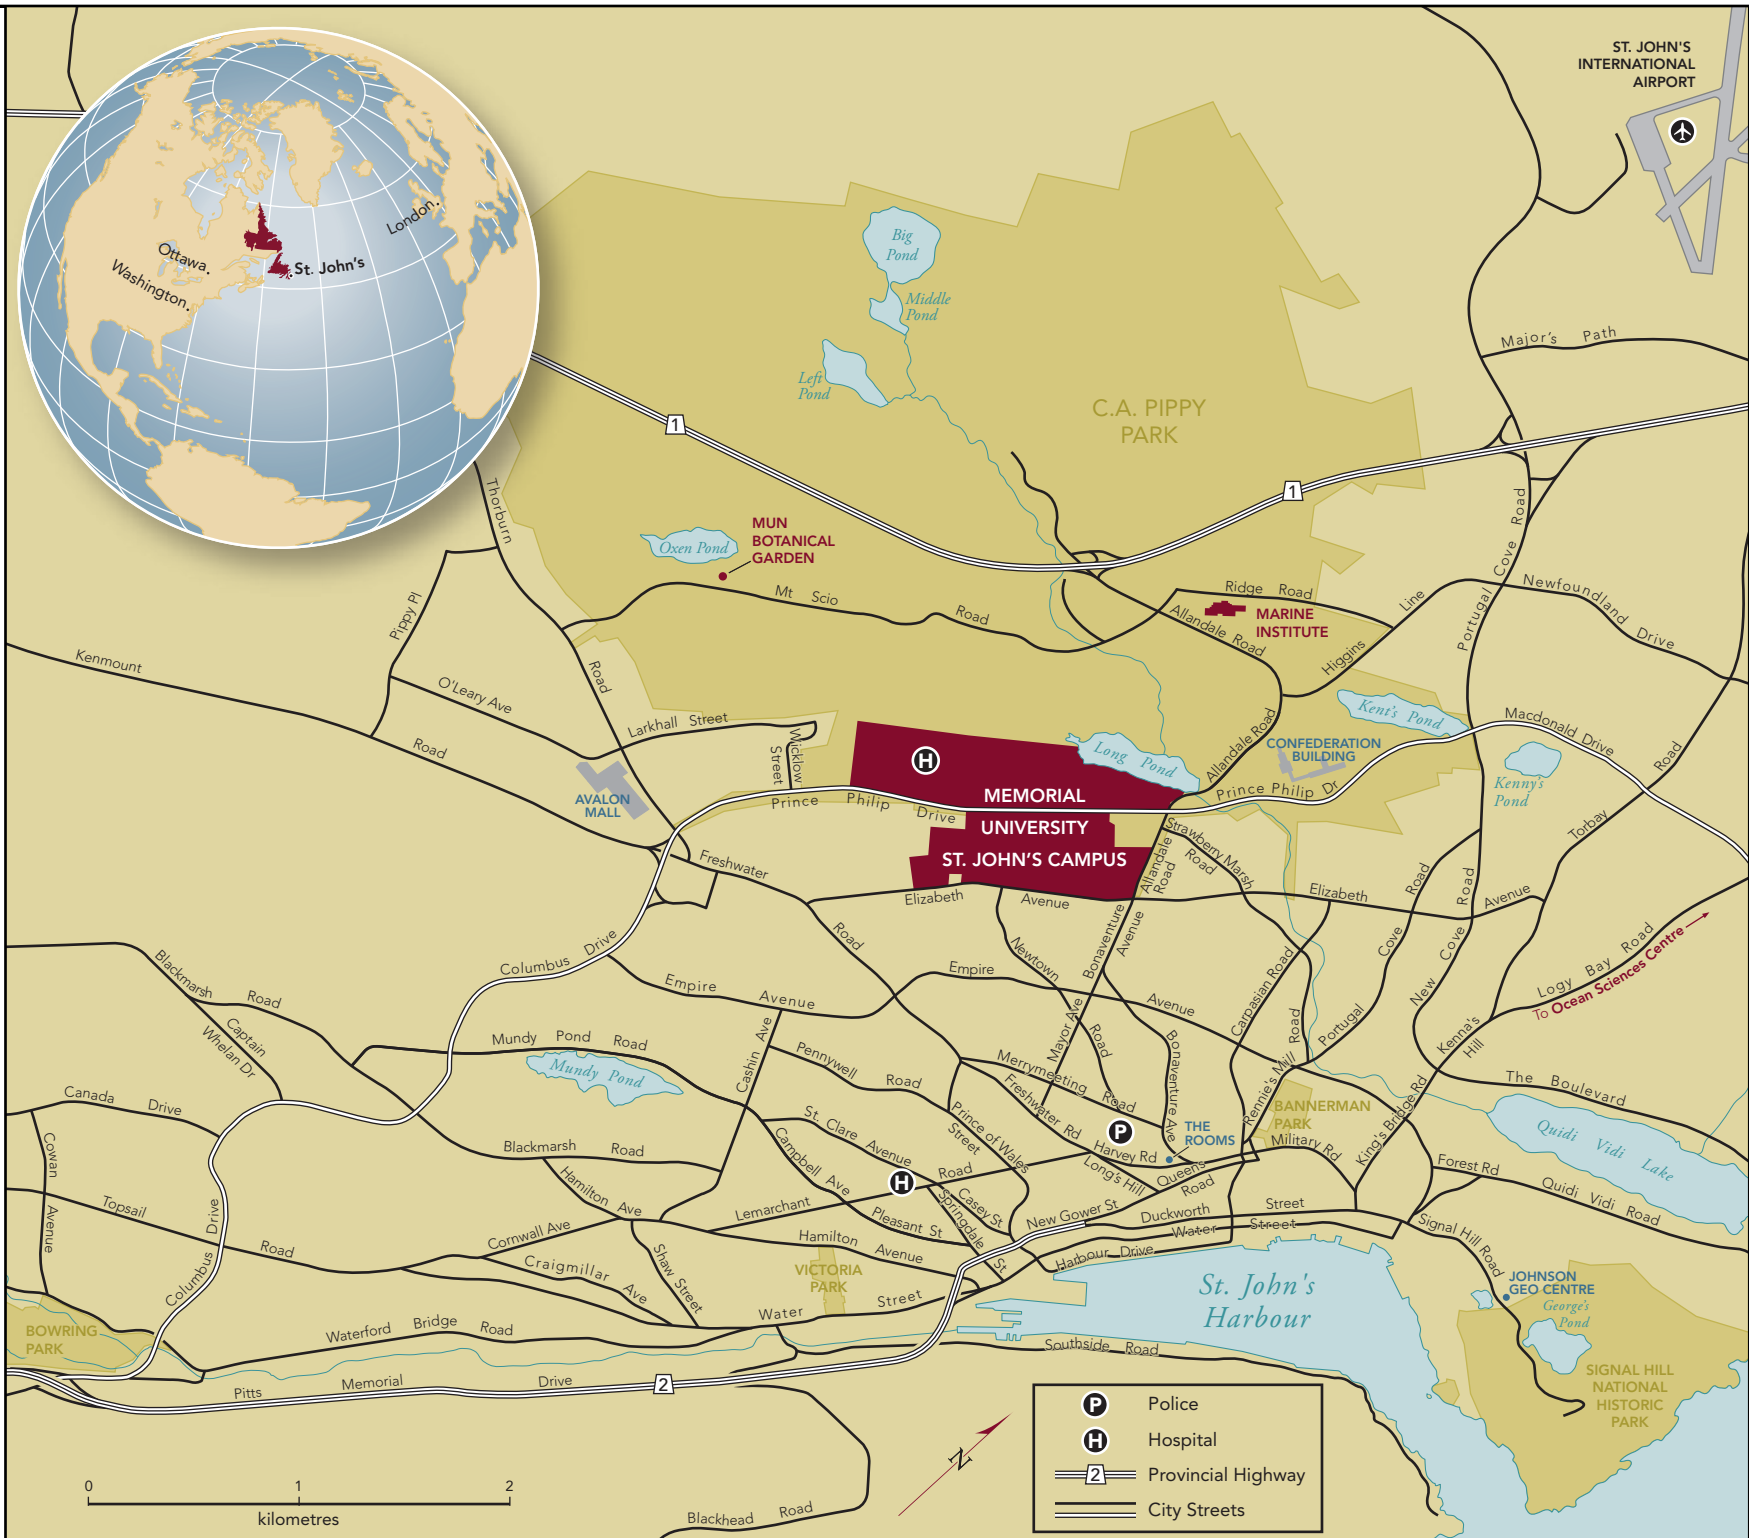 ST. JOHN'S
INTERNATIONAL
AIRPORT
London
Ottawa
St. John's
Washington
Big
Pond
Middle
Pond
Left
Pond
Major's Path
C.A. PIPPY
PARK
1
1
Thorburn
Road
MUN
BOTANICAL
GARDEN
Oxen Pond
Mt Scio Road
Ridge Road
MARINE
INSTITUTE
Allandale Road
Higgins Line
Portugal Cove Road
Newfoundland Drive
Pippy Pl
Kenmount Road
O'Leary Ave
Larkhall Street
Wicklow
Street
Kent's Pond
Macdonald Drive
CONFEDERATION
BUILDING
Allandale Road
Long Pond
Kenny's
Pond
Torbay Road
H
AVALON
MALL
Prince Philip Drive
Prince Philip Dr
MEMORIAL
UNIVERSITY
ST. JOHN'S CAMPUS
Strawberry Marsh
Road
Allandale
Road
Freshwater Road
Elizabeth Avenue
Elizabeth Avenue
Columbus Drive
Newtown Road
Bonaventure
Avenue
Carpasian Road
Portugal Cove Road
New Cove Road
Logy Bay Road
To Ocean Sciences Centre
Blackmarsh Road
Captain
Whelan Dr
Empire Avenue
Empire Avenue
Mundy Pond Road
Mundy Pond
Cashin Ave
Pennywell Road
Mayor Ave
Bonaventure Ave
Merrymeeting Road
Freshwater Rd
Rennie's Mill Road
Kenna's
Hill
The Boulevard
Canada Drive
Cowan Avenue
Blackmarsh Road
St. Clare Avenue
Campbell Ave
Prince of Wales
Street
P
THE
ROOMS
BANNERMAN
PARK
Military Rd
King's Bridge Rd
Quidi Vidi
Lake
Harvey Rd
Long's Hill
Queens
Road
Forest Rd
Quidi Vidi Road
Hamilton Ave
H
Lemarchant Road
Casey St
Springdale St
Pleasant St
New Gower St
Duckworth Street
Water Street
Harbour Drive
Signal Hill Road
Topsail Road
Columbus Drive
Cornwall Ave
Craigmillar Ave
Shaw Street
Hamilton Avenue
VICTORIA
PARK
Water Street
St. John's
Harbour
JOHNSON
GEO CENTRE
George's
Pond
BOWRING
PARK
Waterford Bridge Road
Southside Road
SIGNAL HILL
NATIONAL
HISTORIC
PARK
Pitts Memorial Drive
2
P Police
H Hospital
2 Provincial Highway
City Streets
N
0 1 2
kilometres
Blackhead Road